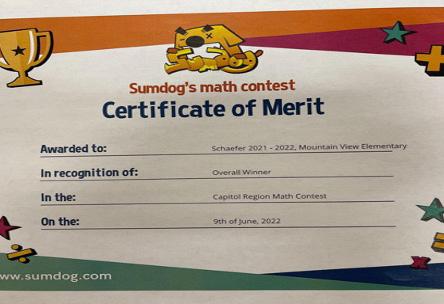 Sumdog
Sumdog's math contest
Certificate of Merit
Awarded to: Schaefer 2021 - 2022, Mountain View Elementary
In recognition of: Overall Winner
In the: Capitol Region Math Contest
On the: 9th of June, 2022
www.sumdog.com